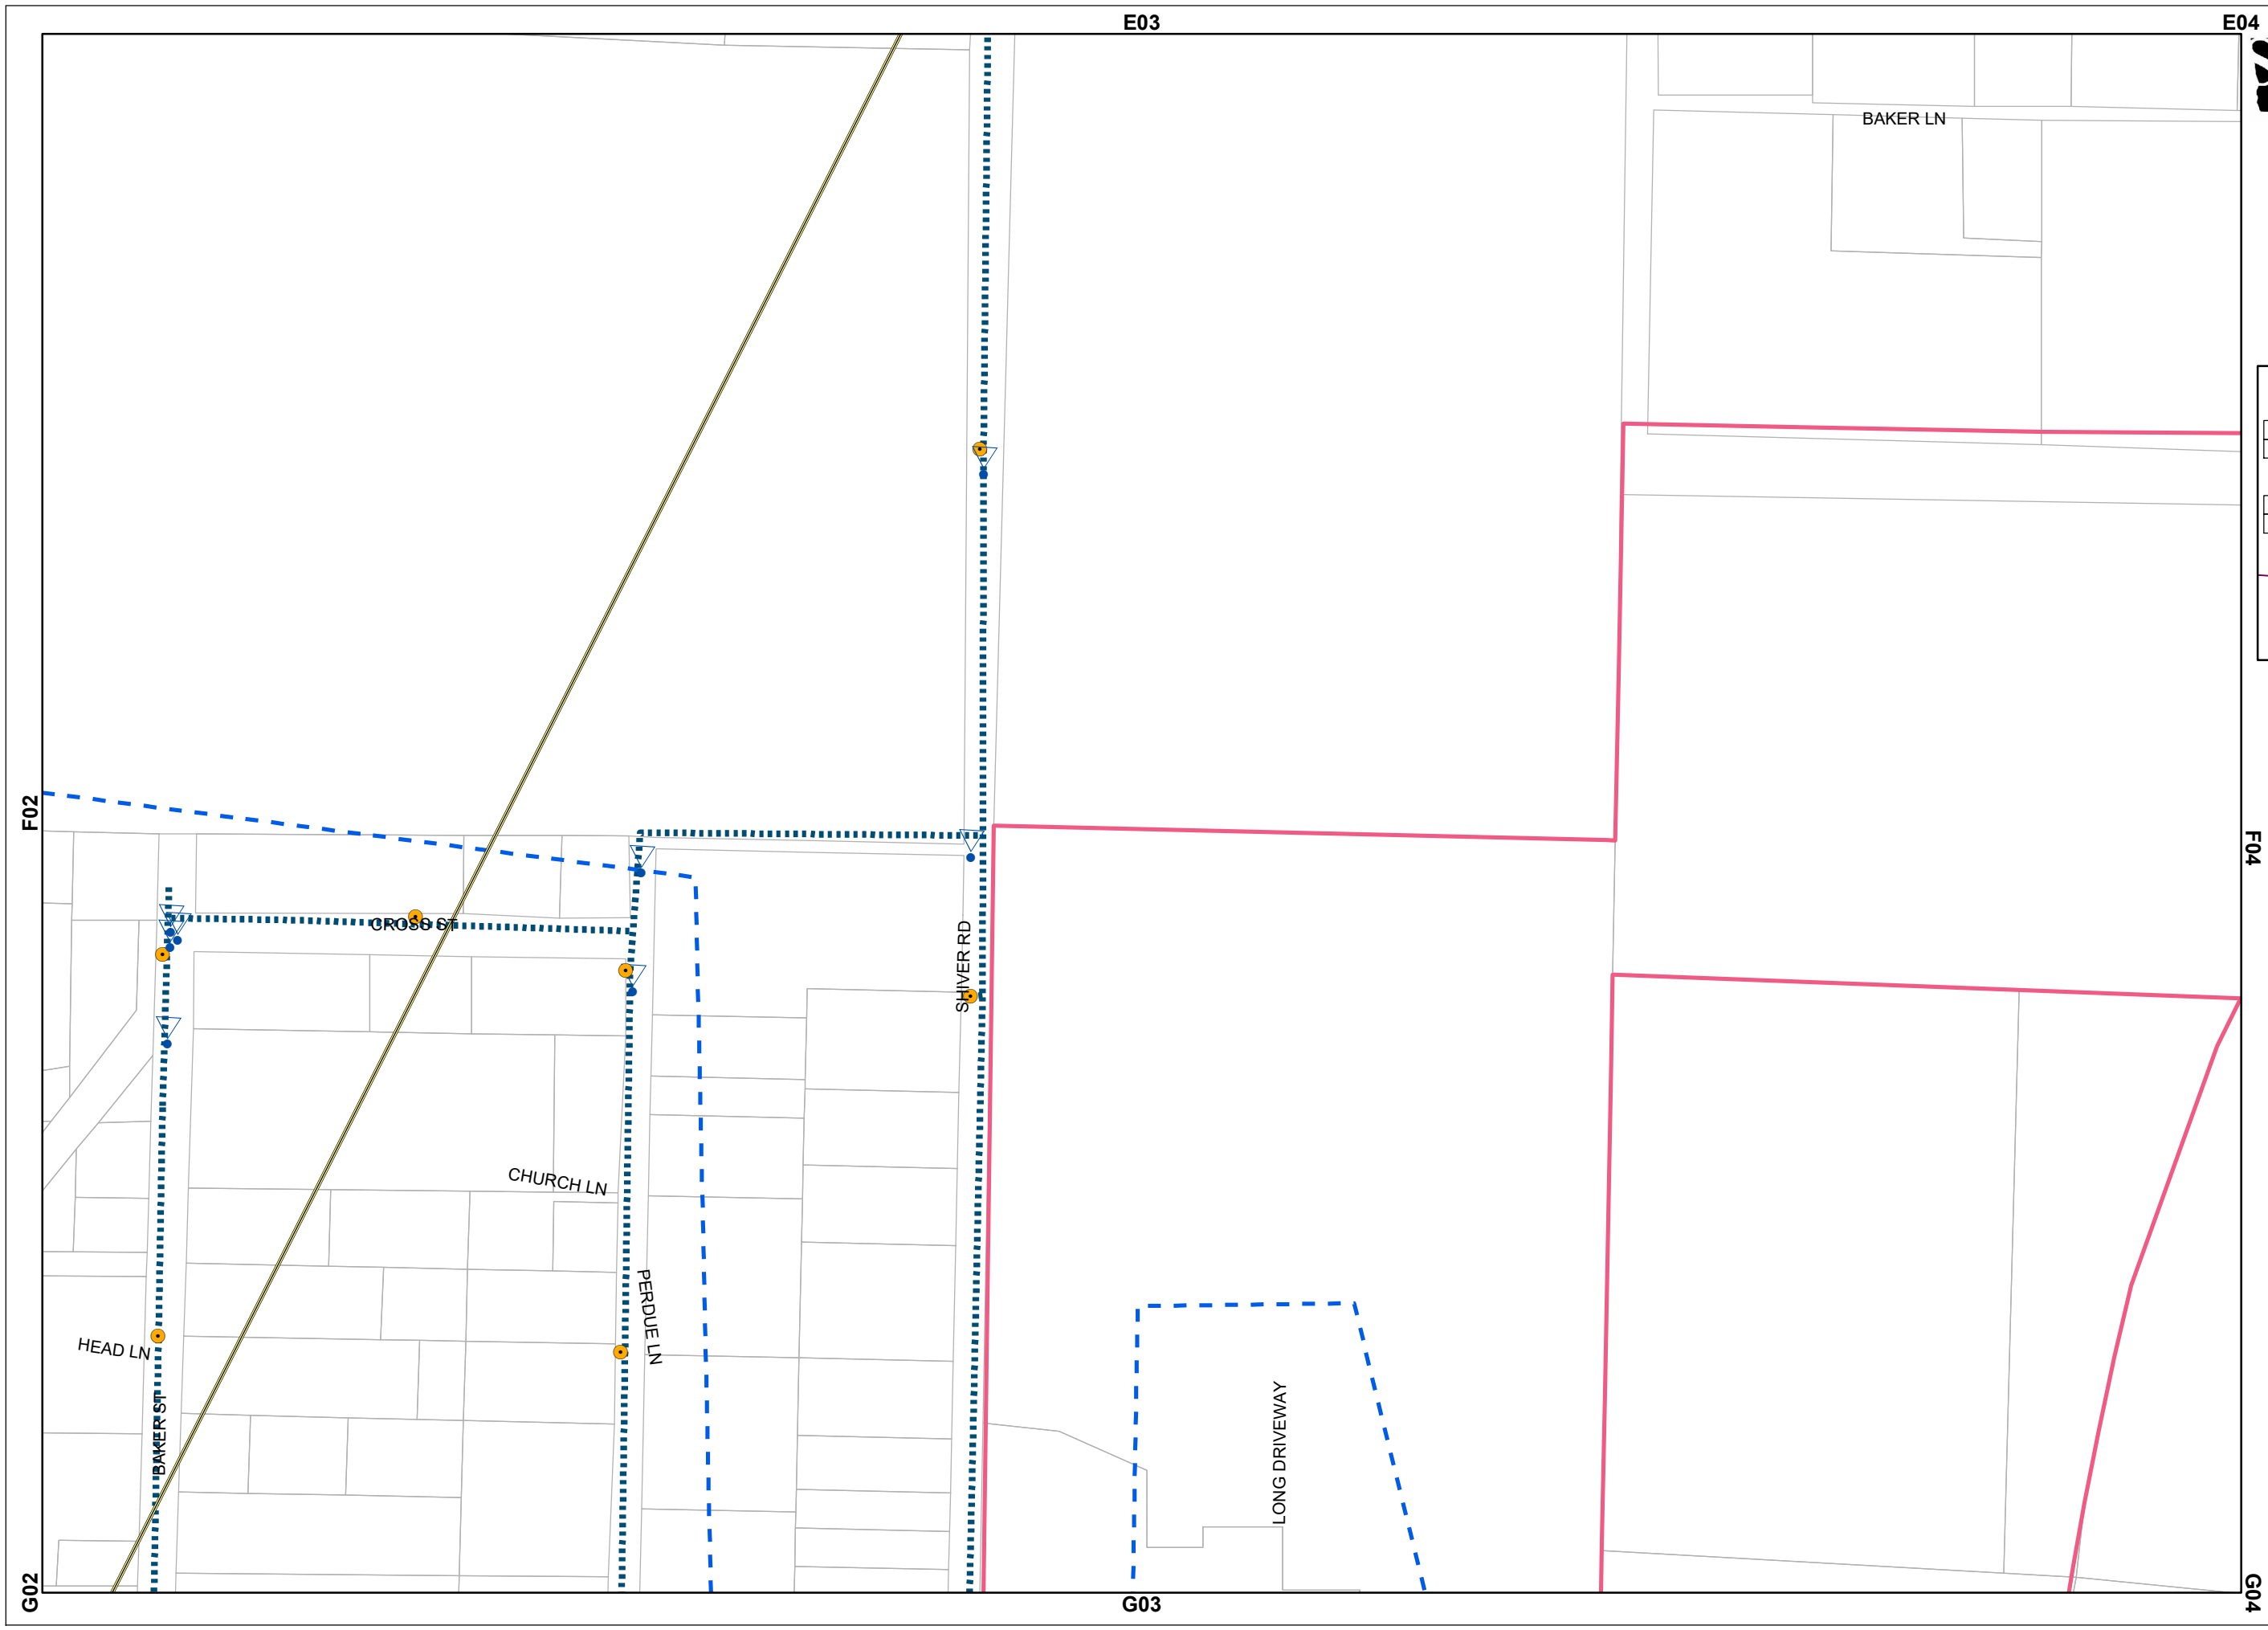 E03
E04
BAKER LN
F02
F04
CROSS ST
SHIVER RD
CHURCH LN
PERDUE LN
HEAD LN
BAKER ST
LONG DRIVEWAY
G02
G03
G04